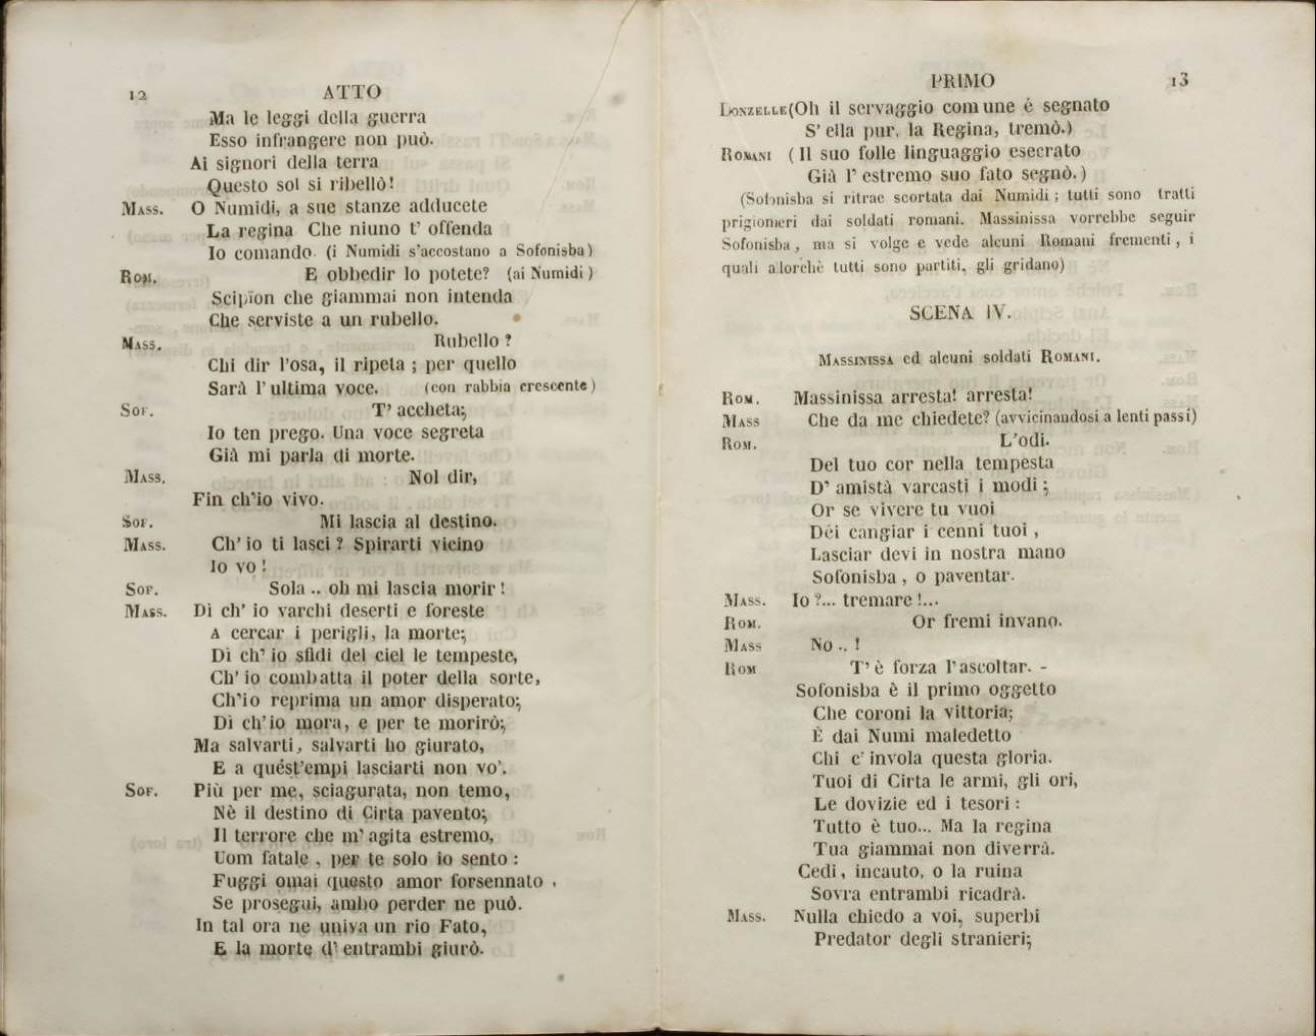 12 ATTO
Ma le leggi della guerra
Esso infrangere non può.
Ai signori della terra
Questo sol si ribellò!
MASS. O Numidi, a sue stanze adducete
La regina Che niuno t' offenda
Io comando. (i Numidi s'accostano a Sofonisba)
ROM. E obbedir lo potete? (ai Numidi)
Scipïon che giammai non intenda
Che serviste a un rubello.
MASS. Rubello?
Chi dir l'osa, il ripeta; per quello
Sarà l'ultima voce. (con rabbia crescente)
SOF. T' accheta;
Io ten prego. Una voce segreta
Già mi parla di morte.
MASS. Nol dir,
Fin ch'io vivo.
SOF. Mi lascia al destino.
MASS. Ch' io ti lasci? Spirarti vicino
Io vo!
SOF. Sola .. oh mi lascia morir!
MASS. Di ch' io varchi deserti e foreste
A cercar i perigli, la morte;
Di ch' io sfidi del ciel le tempeste,
Ch' io combatta il poter della sorte,
Ch'io reprima un amor disperato;
Di ch'io mora, e per te morirò;
Ma salvarti, salvarti ho giurato,
E a quést'empi lasciarti non vo'.
SOF. Più per me, sciagurata, non temo,
Nè il destino di Cirta pavento;
Il terrore che m' agita estremo,
Uom fatale, per te solo io sento:
Fuggi omai questo amor forsennato,
Se prosegui, ambo perder ne può.
In tal ora ne univa un rio Fato,
E la morte d' entrambi giurò.
PRIMO 13
DONZELLE (Oh il servaggio comune è segnato
S' ella pur, la Regina, tremò.)
ROMANI (Il suo folle linguaggio esecrato
Già l' estremo suo fato segnò.)
(Sofonisba si ritrae scortata dai Numidi; tutti sono tratti
prigionieri dai soldati romani. Massinissa vorrebbe seguir
Sofonisba, ma si volge e vede alcuni Romani frementi, i
quali allorchè tutti sono partiti, gli gridano)
SCENA IV.
MASSINISSA ed alcuni soldati ROMANI.
ROM. Massinissa arresta! arresta!
MASS Che da me chiedete? (avvicinandosi a lenti passi)
ROM. L'odi.
Del tuo cor nella tempesta
D' amistà varcasti i modi;
Or se vivere tu vuoi
Dèi cangiar i cenni tuoi,
Lasciar devi in nostra mano
Sofonisba, o paventar.
MASS. Io?... tremare!...
ROM. Or fremi invano.
MASS No ..!
ROM T' è forza l'ascoltar. -
Sofonisba è il primo oggetto
Che coroni la vittoria;
È dai Numi maledetto
Chi c' invola questa gloria.
Tuoi di Cirta le armi, gli ori,
Le dovizie ed i tesori:
Tutto è tuo... Ma la regina
Tua giammai non diverrà.
Cedi, incauto, o la ruina
Sovra entrambi ricadrà.
MASS. Nulla chiedo a voi, superbi
Predator degli stranieri;